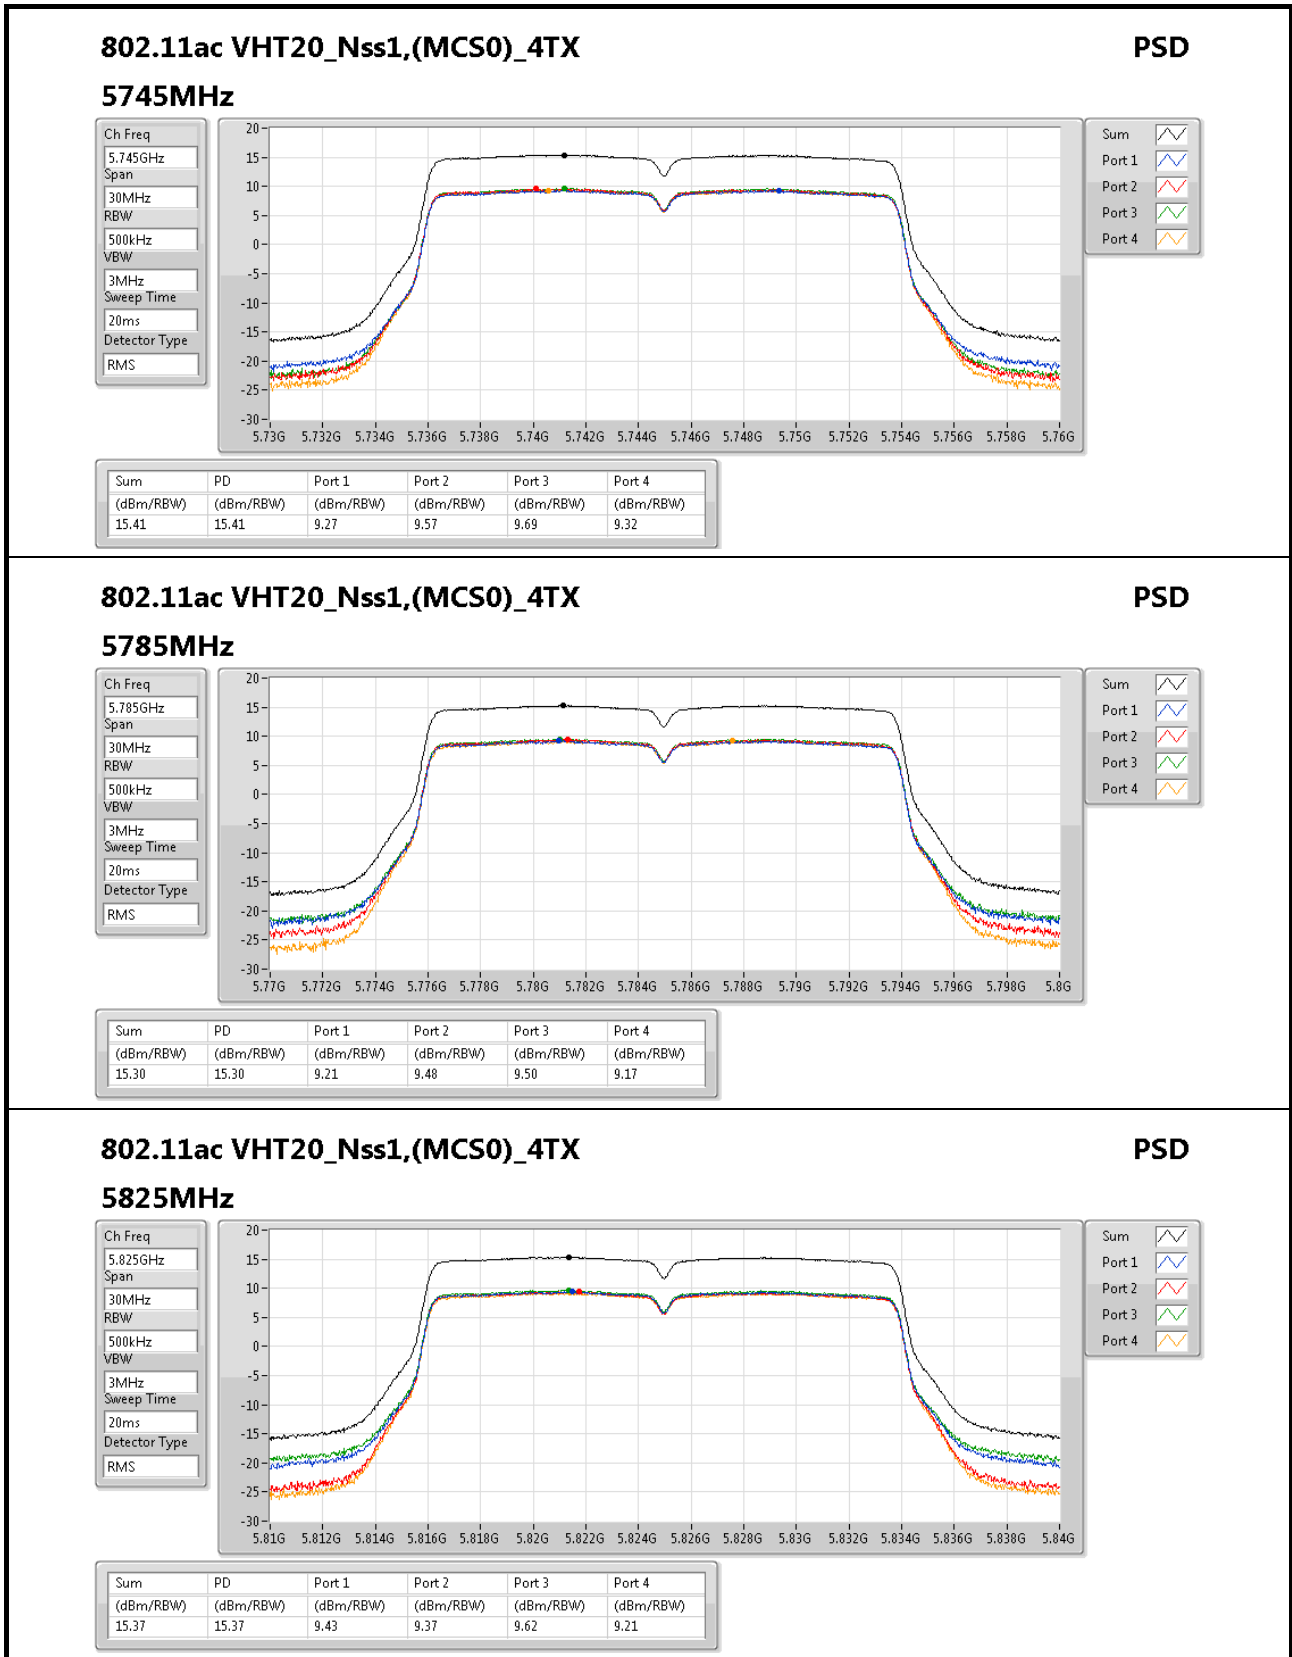 802.11ac VHT20_Nss1,(MCS0)_4TX PSD
5745MHz
Ch Freq
5.745GHz
Span
30MHz
RBW
500kHz
VBW
3MHz
Sweep Time
20ms
Detector Type
RMS
20
15
10
5
0
-5
-10
-15
-20
-25
-30
5.73G 5.732G 5.734G 5.736G 5.738G 5.74G 5.742G 5.744G 5.746G 5.748G 5.75G 5.752G 5.754G 5.756G 5.758G 5.76G
Sum
Port 1
Port 2
Port 3
Port 4
Sum PD Port 1 Port 2 Port 3 Port 4
(dBm/RBW) (dBm/RBW) (dBm/RBW) (dBm/RBW) (dBm/RBW) (dBm/RBW)
15.41 15.41 9.27 9.57 9.69 9.32
802.11ac VHT20_Nss1,(MCS0)_4TX PSD
5785MHz
Ch Freq
5.785GHz
Span
30MHz
RBW
500kHz
VBW
3MHz
Sweep Time
20ms
Detector Type
RMS
20
15
10
5
0
-5
-10
-15
-20
-25
-30
5.77G 5.772G 5.774G 5.776G 5.778G 5.78G 5.782G 5.784G 5.786G 5.788G 5.79G 5.792G 5.794G 5.796G 5.798G 5.8G
Sum
Port 1
Port 2
Port 3
Port 4
Sum PD Port 1 Port 2 Port 3 Port 4
(dBm/RBW) (dBm/RBW) (dBm/RBW) (dBm/RBW) (dBm/RBW) (dBm/RBW)
15.30 15.30 9.21 9.48 9.50 9.17
802.11ac VHT20_Nss1,(MCS0)_4TX PSD
5825MHz
Ch Freq
5.825GHz
Span
30MHz
RBW
500kHz
VBW
3MHz
Sweep Time
20ms
Detector Type
RMS
20
15
10
5
0
-5
-10
-15
-20
-25
-30
5.81G 5.812G 5.814G 5.816G 5.818G 5.82G 5.822G 5.824G 5.826G 5.828G 5.83G 5.832G 5.834G 5.836G 5.838G 5.84G
Sum
Port 1
Port 2
Port 3
Port 4
Sum PD Port 1 Port 2 Port 3 Port 4
(dBm/RBW) (dBm/RBW) (dBm/RBW) (dBm/RBW) (dBm/RBW) (dBm/RBW)
15.37 15.37 9.43 9.37 9.62 9.21